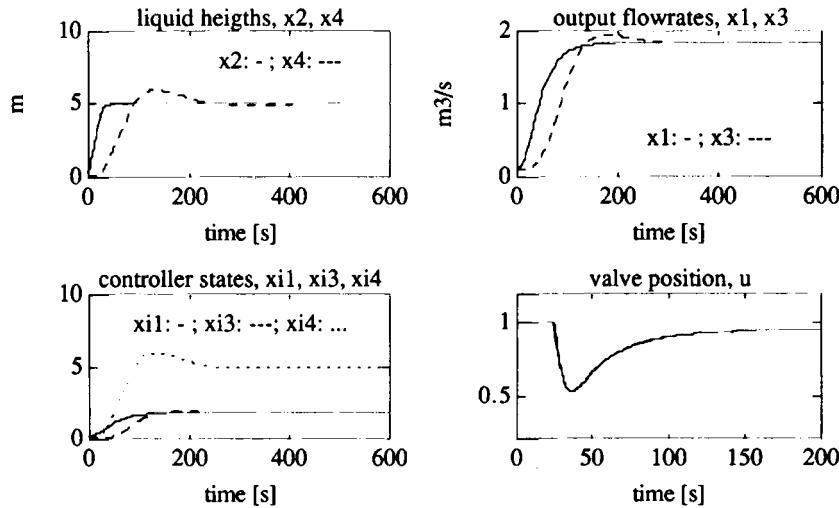 liquid heigths, x2, x4
10
x2: - ; x4: ---
m
5
0
0 200 400 600
time [s]
output flowrates, x1, x3
2
m3/s
1
x1: - ; x3: ---
0
0 200 400 600
time [s]
controller states, xi1, xi3, xi4
10
xi1: - ; xi3: ---; xi4: ...
5
0
0 200 400 600
time [s]
valve position, u
1
0.5
0 50 100 150 200
time [s]